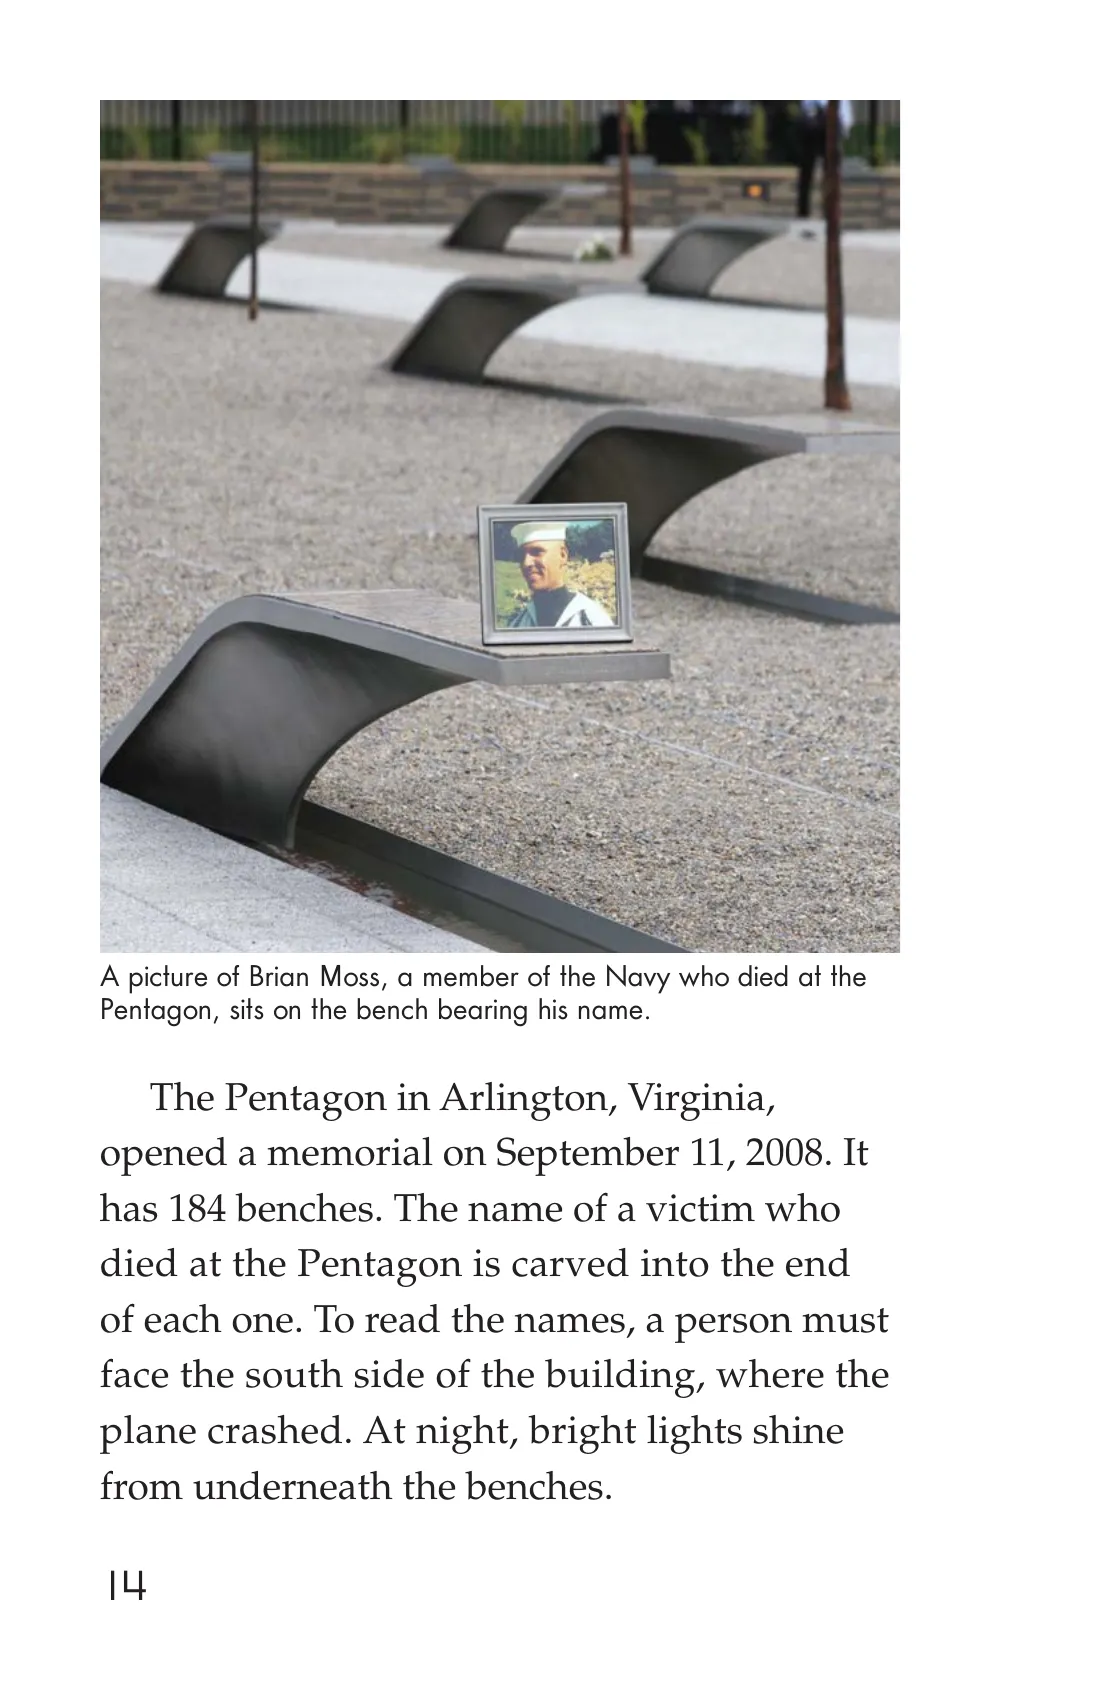 A picture of Brian Moss, a member of the Navy who died at the
Pentagon, sits on the bench bearing his name.
The Pentagon in Arlington, Virginia,
opened a memorial on September 11, 2008. It
has 184 benches. The name of a victim who
died at the Pentagon is carved into the end
of each one. To read the names, a person must
face the south side of the building, where the
plane crashed. At night, bright lights shine
from underneath the benches.
14